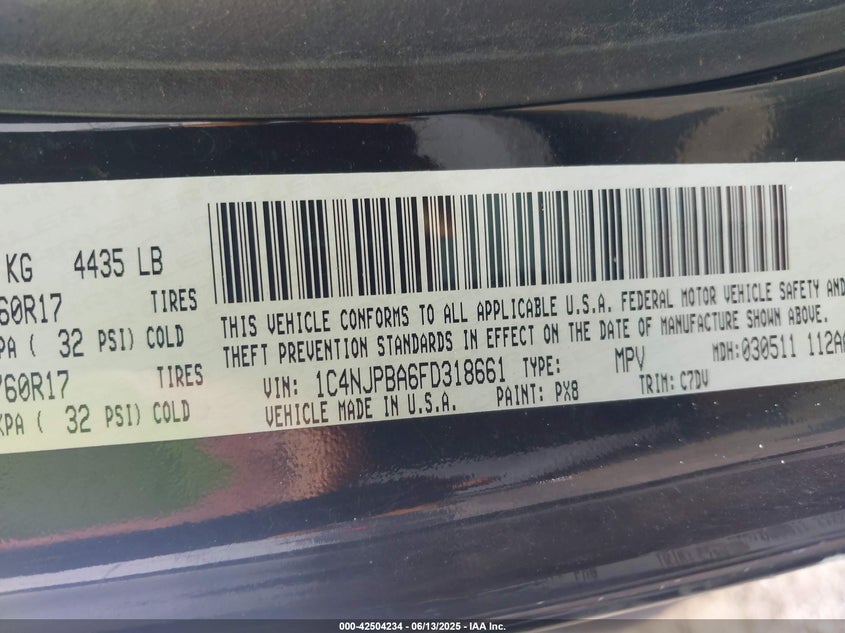 KG 4435 LB
60R17 TIRES
PA ( 32 PSI) COLD
/60R17 TIRES
KPA ( 32 PSI) COLD
THIS VEHICLE CONFORMS TO ALL APPLICABLE U.S.A. FEDERAL MOTOR VEHICLE SAFETY AND
THEFT PREVENTION STANDARDS IN EFFECT ON THE DATE OF MANUFACTURE SHOWN ABOVE.
VIN: 1C4NJPBA6FD318661 TYPE: MPV MDH:030511 112A
VEHICLE MADE IN U.S.A. PAINT: PX8 TRIM: C7DV
000-42504234 - 06/13/2025 - IAA Inc.